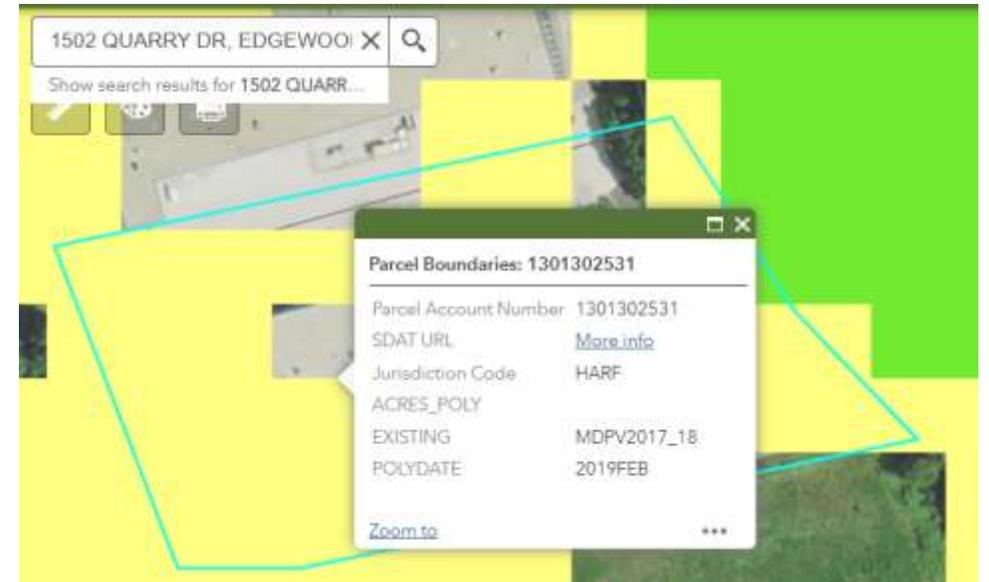 1502 QUARRY DR, EDGEWOO
Show search results for 1502 QUARR...
Parcel Boundaries: 1301302531
Parcel Account Number 1301302531
SDAT URL More info
Jurisdiction Code HARF
ACRES_POLY
EXISTING MDPV2017_18
POLYDATE 2019FEB
Zoom to